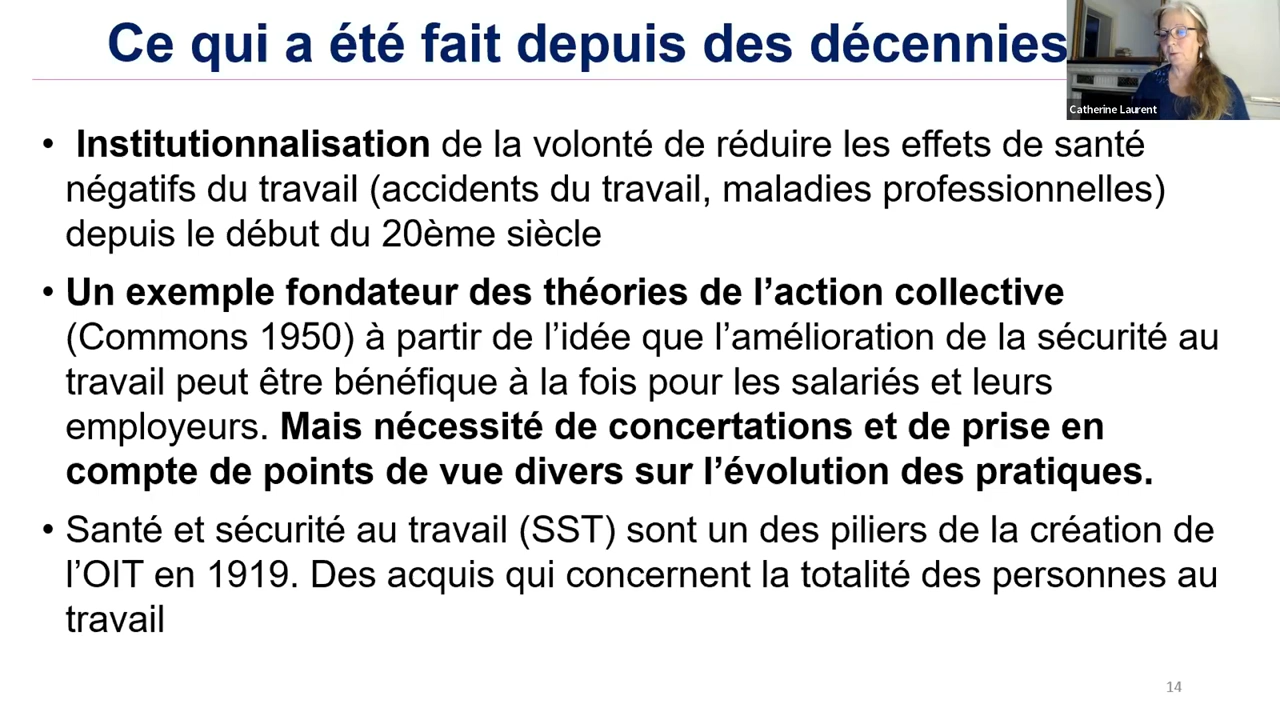 Ce qui a été fait depuis des décennies
Catherine Laurent
• Institutionnalisation de la volonté de réduire les effets de santé
négatifs du travail (accidents du travail, maladies professionnelles)
depuis le début du 20ème siècle
• Un exemple fondateur des théories de l’action collective
(Commons 1950) à partir de l’idée que l’amélioration de la sécurité au
travail peut être bénéfique à la fois pour les salariés et leurs
employeurs. Mais nécessité de concertations et de prise en
compte de points de vue divers sur l’évolution des pratiques.
• Santé et sécurité au travail (SST) sont un des piliers de la création de
l’OIT en 1919. Des acquis qui concernent la totalité des personnes au
travail
14